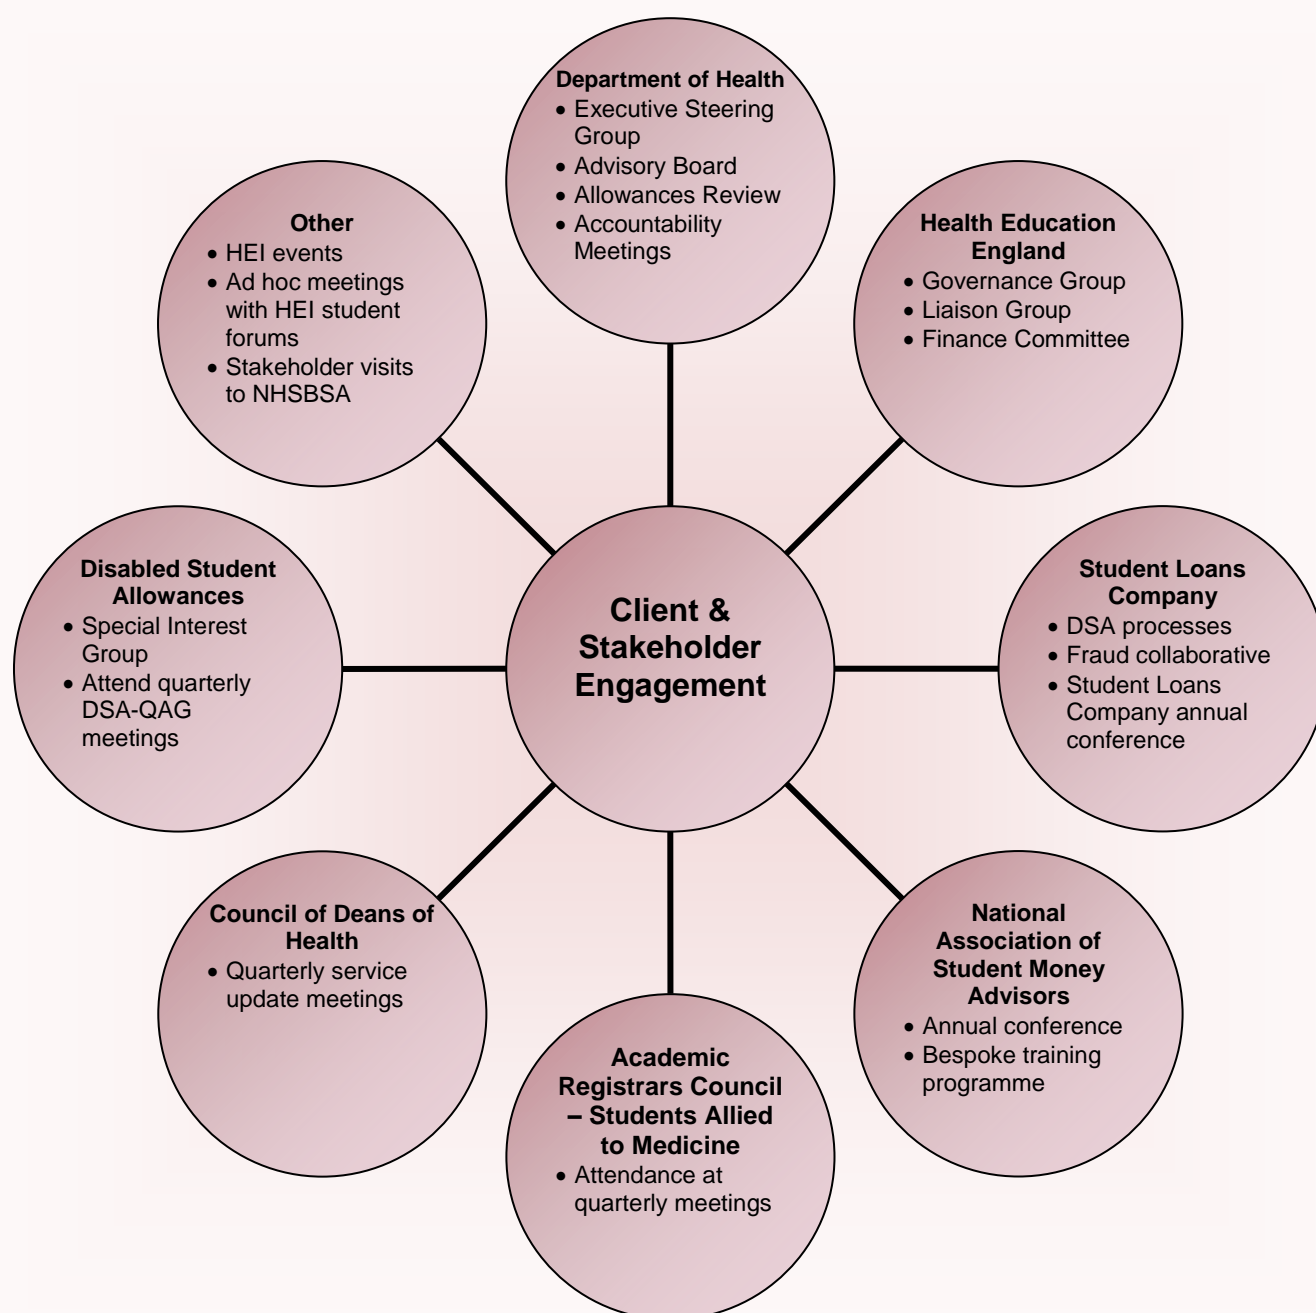 Department of Health
• Executive Steering
Group
• Advisory Board
• Allowances Review
• Accountability
Meetings
Health Education
England
• Governance Group
• Liaison Group
• Finance Committee
Student Loans
Company
• DSA processes
• Fraud collaborative
• Student Loans
Company annual
conference
National
Association of
Student Money
Advisors
• Annual conference
• Bespoke training
programme
Academic
Registrars Council
– Students Allied
to Medicine
• Attendance at
quarterly meetings
Council of Deans of
Health
• Quarterly service
update meetings
Disabled Student
Allowances
• Special Interest
Group
• Attend quarterly
DSA-QAG
meetings
Other
• HEI events
• Ad hoc meetings
with HEI student
forums
• Stakeholder visits
to NHSBSA
Client &
Stakeholder
Engagement